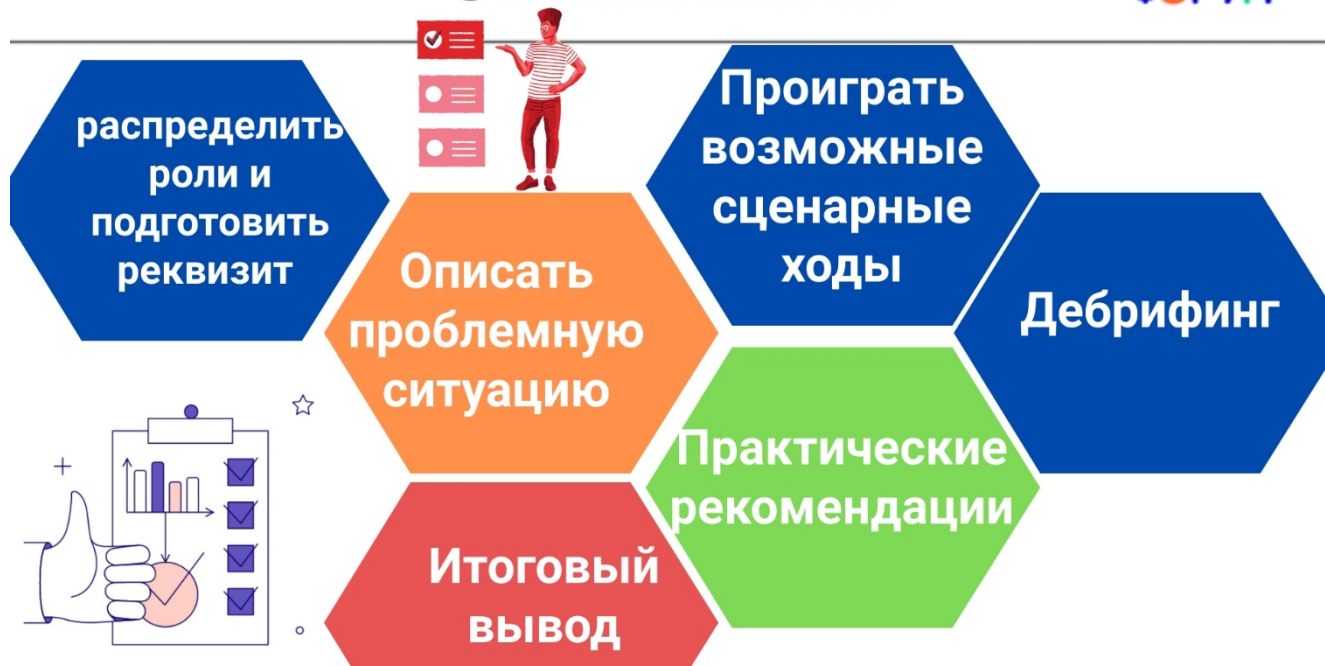 распределить
роли и
подготовить
реквизит
Описать
проблемную
ситуацию
Проиграть
возможные
сценарные
ходы
Дебрифинг
Практические
рекомендации
Итоговый
вывод